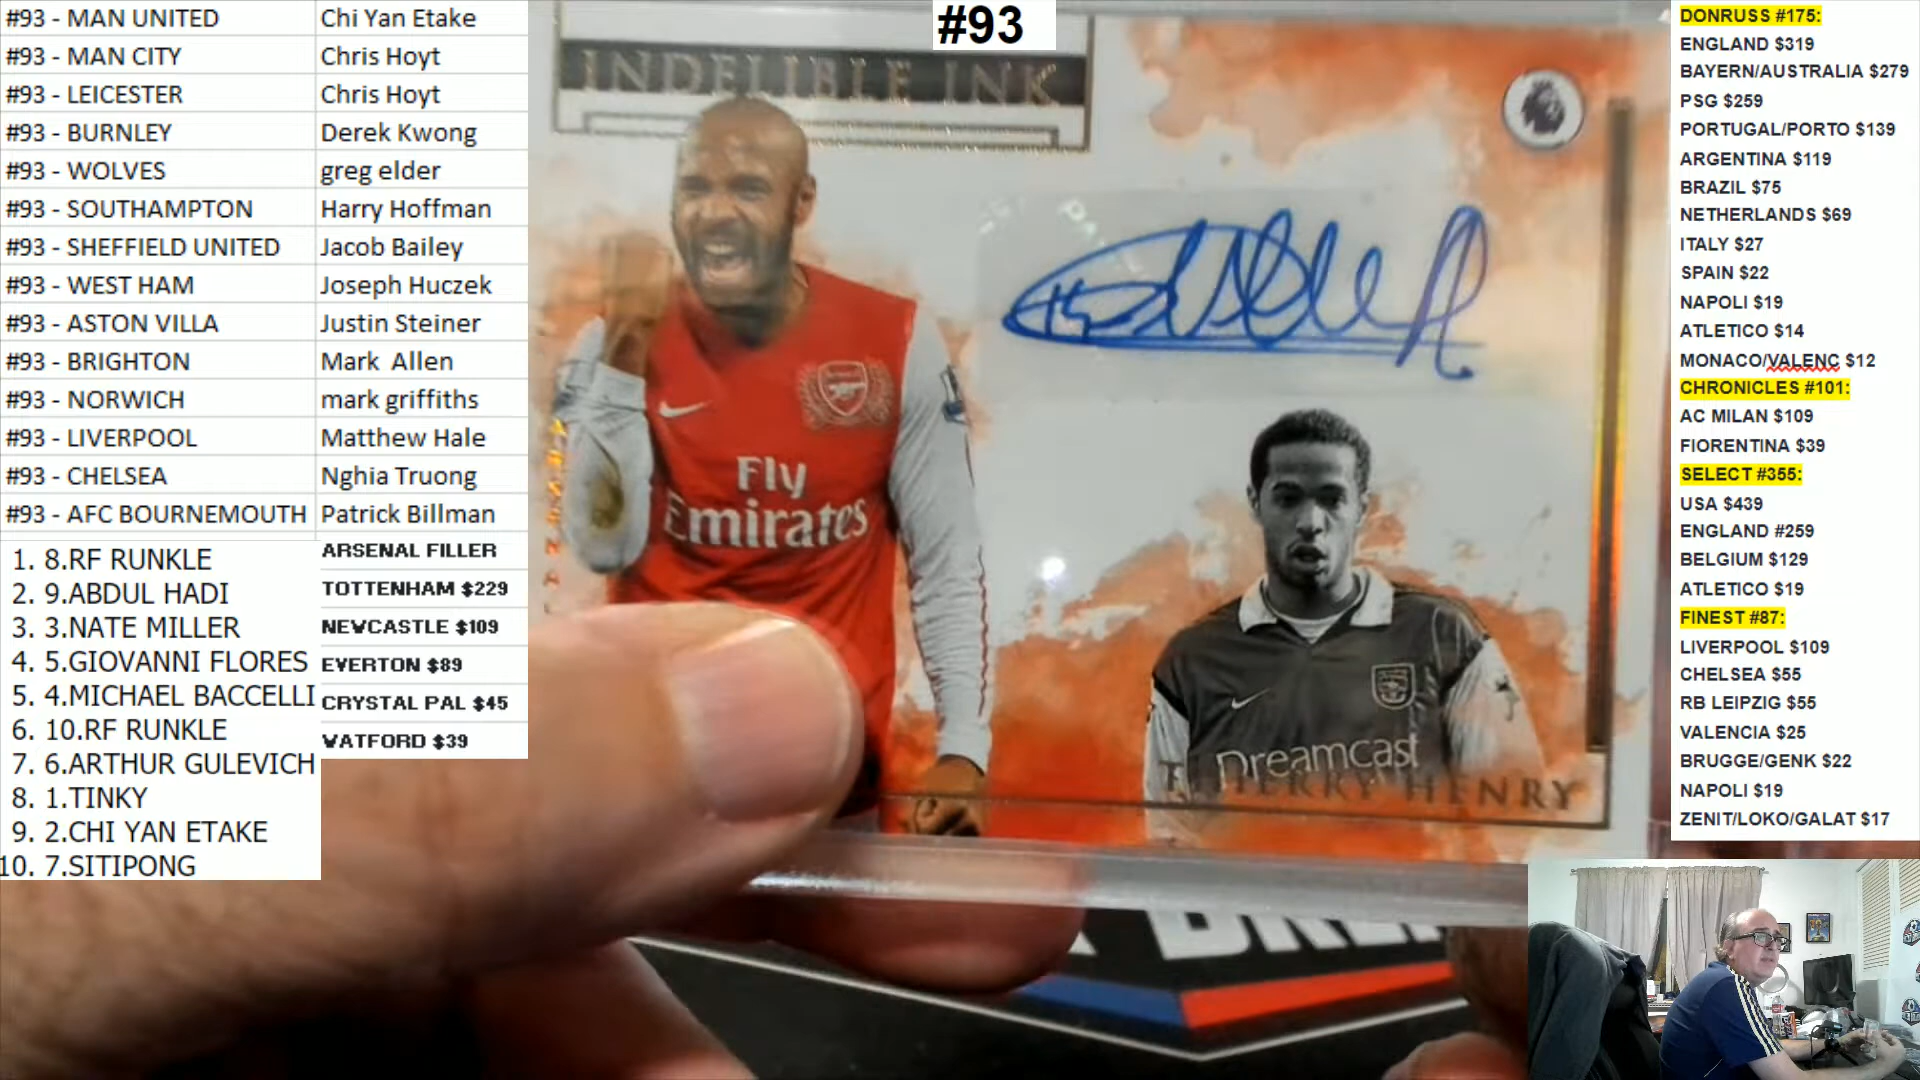 #93 - MAN UNITED Chi Yan Etake
#93 - MAN CITY Chris Hoyt
#93 - LEICESTER Chris Hoyt
#93 - BURNLEY Derek Kwong
#93 - WOLVES greg elder
#93 - SOUTHAMPTON Harry Hoffman
#93 - SHEFFIELD UNITED Jacob Bailey
#93 - WEST HAM Joseph Huczek
#93 - ASTON VILLA Justin Steiner
#93 - BRIGHTON Mark Allen
#93 - NORWICH mark griffiths
#93 - LIVERPOOL Matthew Hale
#93 - CHELSEA Nghia Truong
#93 - AFC BOURNEMOUTH Patrick Billman
1. 8.RF RUNKLE
2. 9.ABDUL HADI
3. 3.NATE MILLER
4. 5.GIOVANNI FLORES
5. 4.MICHAEL BACCELLI
6. 10.RF RUNKLE
7. 6.ARTHUR GULEVICH
8. 1.TINKY
9. 2.CHI YAN ETAKE
10. 7.SITIPONG
ARSENAL FILLER
TOTTENHAM $229
NEWCASTLE $109
EVERTON $89
CRYSTAL PAL $45
WATFORD $39
#93
INDELIBLE INK
ARSENAL
Fly
Emirates
Dreamcast
THIERRY HENRY
DONRUSS #175:
ENGLAND $319
BAYERN/AUSTRALIA $279
PSG $259
PORTUGAL/PORTO $139
ARGENTINA $119
BRAZIL $75
NETHERLANDS $69
ITALY $27
SPAIN $22
NAPOLI $19
ATLETICO $14
MONACO/VALENC $12
CHRONICLES #101:
AC MILAN $109
FIORENTINA $39
SELECT #355:
USA $439
ENGLAND #259
BELGIUM $129
ATLETICO $19
FINEST #87:
LIVERPOOL $109
CHELSEA $55
RB LEIPZIG $55
VALENCIA $25
BRUGGE/GENK $22
NAPOLI $19
ZENIT/LOKO/GALAT $17